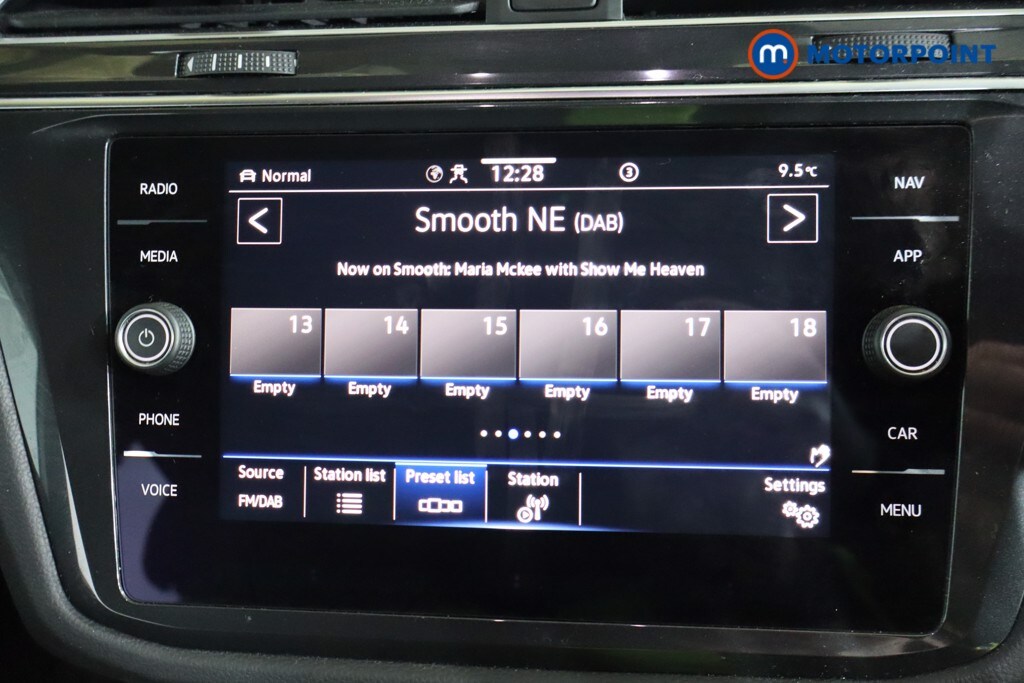 m MOTORPOINT
RADIO
MEDIA
PHONE
VOICE
Normal 12:28 3 9.5°C
< Smooth NE (DAB) >
Now on Smooth: Maria Mckee with Show Me Heaven
13 14 15 16 17 18
Empty Empty Empty Empty Empty Empty
Source Station list Preset list Station Settings
FM/DAB
NAV
APP
CAR
MENU